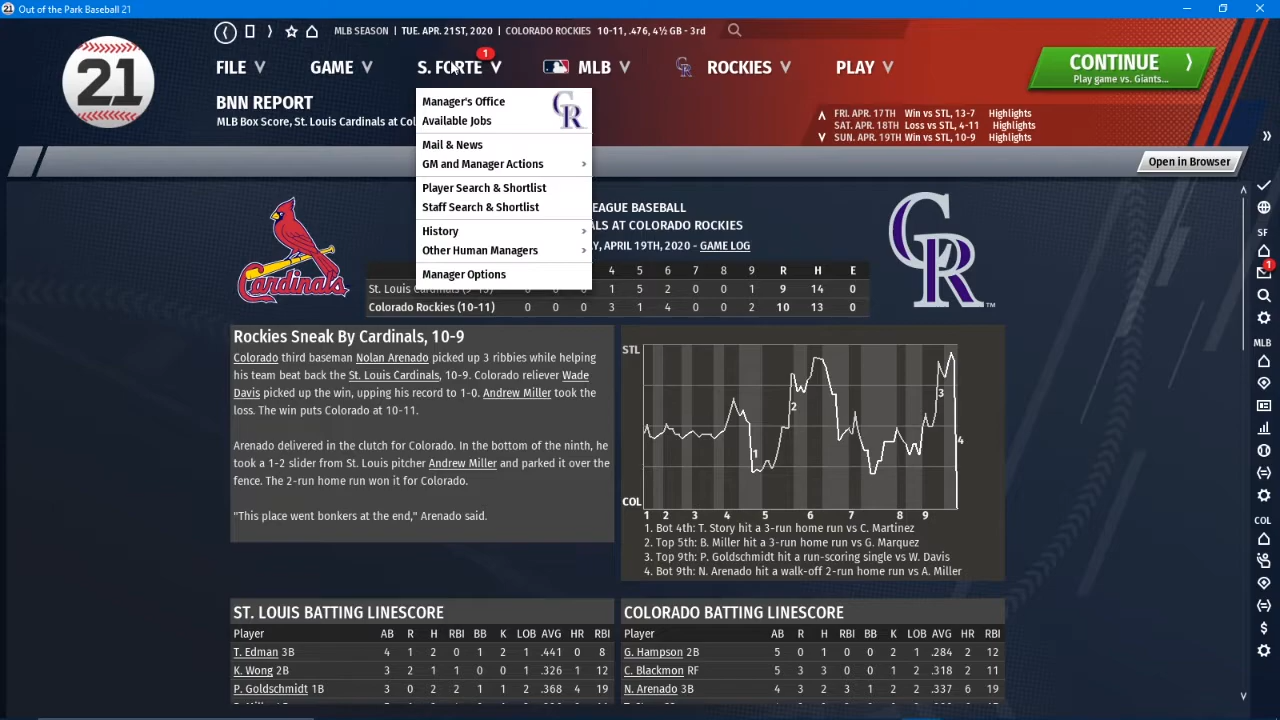 21 Out of the Park Baseball 21
MLB SEASON | TUE. APR. 21ST, 2020 | COLORADO ROCKIES 10-11, .476, 4½ GB - 3rd
21
FILE GAME S. FORTE 1 MLB CR ROCKIES PLAY
CONTINUE
Play game vs. Giants...
BNN REPORT
MLB Box Score, St. Louis Cardinals at Col
FRI. APR. 17TH Win vs STL, 13-7 Highlights
SAT. APR. 18TH Loss vs STL, 4-11 Highlights
SUN. APR. 19TH Win vs STL, 10-9 Highlights
Manager's Office
Available Jobs
CR
Mail & News
GM and Manager Actions
Player Search & Shortlist
Staff Search & Shortlist
History
Other Human Managers
Manager Options
Open in Browser
Cardinals
EAGUE BASEBALL
ALS AT COLORADO ROCKIES
Y, APRIL 19TH, 2020 - GAME LOG
CR
TM
4 5 6 7 8 9 R H E
1 5 2 0 0 1 9 14 0
Colorado Rockies (10-11) 0 0 0 3 1 4 0 0 2 10 13 0
Rockies Sneak By Cardinals, 10-9
Colorado third baseman Nolan Arenado picked up 3 ribbies while helping
his team beat back the St. Louis Cardinals, 10-9. Colorado reliever Wade
Davis picked up the win, upping his record to 1-0. Andrew Miller took the
loss. The win puts Colorado at 10-11.
Arenado delivered in the clutch for Colorado. In the bottom of the ninth, he
took a 1-2 slider from St. Louis pitcher Andrew Miller and parked it over the
fence. The 2-run home run won it for Colorado.
"This place went bonkers at the end," Arenado said.
STL
1
2
3
4
COL
1 2 3 4 5 6 7 8 9
1. Bot 4th: T. Story hit a 3-run home run vs C. Martinez
2. Top 5th: B. Miller hit a 3-run home run vs G. Marquez
3. Top 9th: P. Goldschmidt hit a run-scoring single vs W. Davis
4. Bot 9th: N. Arenado hit a walk-off 2-run home run vs A. Miller
ST. LOUIS BATTING LINESCORE
Player AB R H RBI BB K LOB AVG HR RBI
T. Edman 3B 4 1 2 0 1 2 1 .441 0 8
K. Wong 2B 3 2 1 1 0 0 1 .326 1 12
P. Goldschmidt 1B 3 0 2 2 1 1 2 .368 4 19
COLORADO BATTING LINESCORE
Player AB R H RBI BB K LOB AVG HR RBI
G. Hampson 2B 5 0 1 0 0 2 1 .284 2 12
C. Blackmon RF 5 3 3 0 0 1 2 .318 2 11
N. Arenado 3B 4 3 2 3 1 2 2 .337 6 19
SF
1
MLB
COL